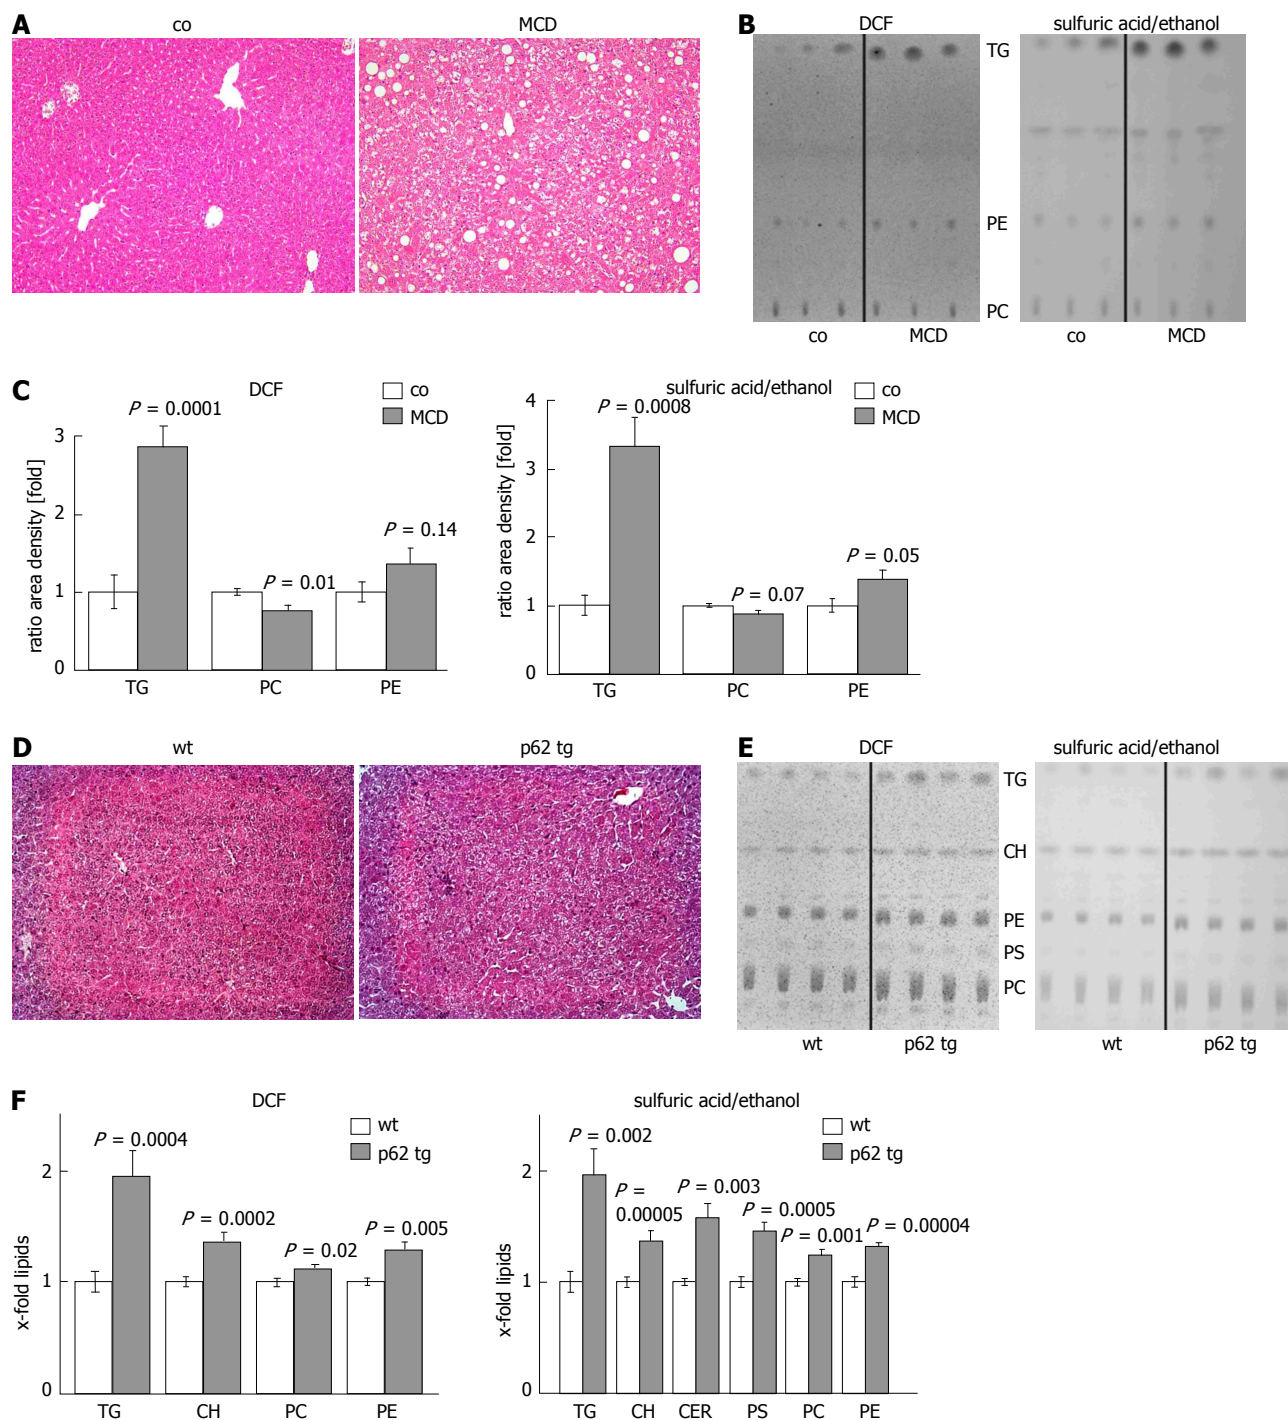 A
co
MCD
B
DCF
sulfuric acid/ethanol
TG
PE
PC
co
MCD
co
MCD
C
DCF
co
MCD
P = 0.0001
P = 0.01
P = 0.14
ratio area density [fold]
3
2
1
0
TG
PC
PE
sulfuric acid/ethanol
co
MCD
P = 0.0008
P = 0.07
P = 0.05
ratio area density [fold]
4
3
2
1
0
TG
PC
PE
D
wt
p62 tg
E
DCF
sulfuric acid/ethanol
TG
CH
PE
PS
PC
wt
p62 tg
wt
p62 tg
F
DCF
wt
p62 tg
P = 0.0004
P = 0.0002
P = 0.02
P = 0.005
x-fold lipids
2
1
0
TG
CH
PC
PE
sulfuric acid/ethanol
wt
p62 tg
P = 0.002
P =
0.00005
P = 0.003
P = 0.0005
P = 0.001
P = 0.00004
x-fold lipids
2
1
0
TG
CH
CER
PS
PC
PE